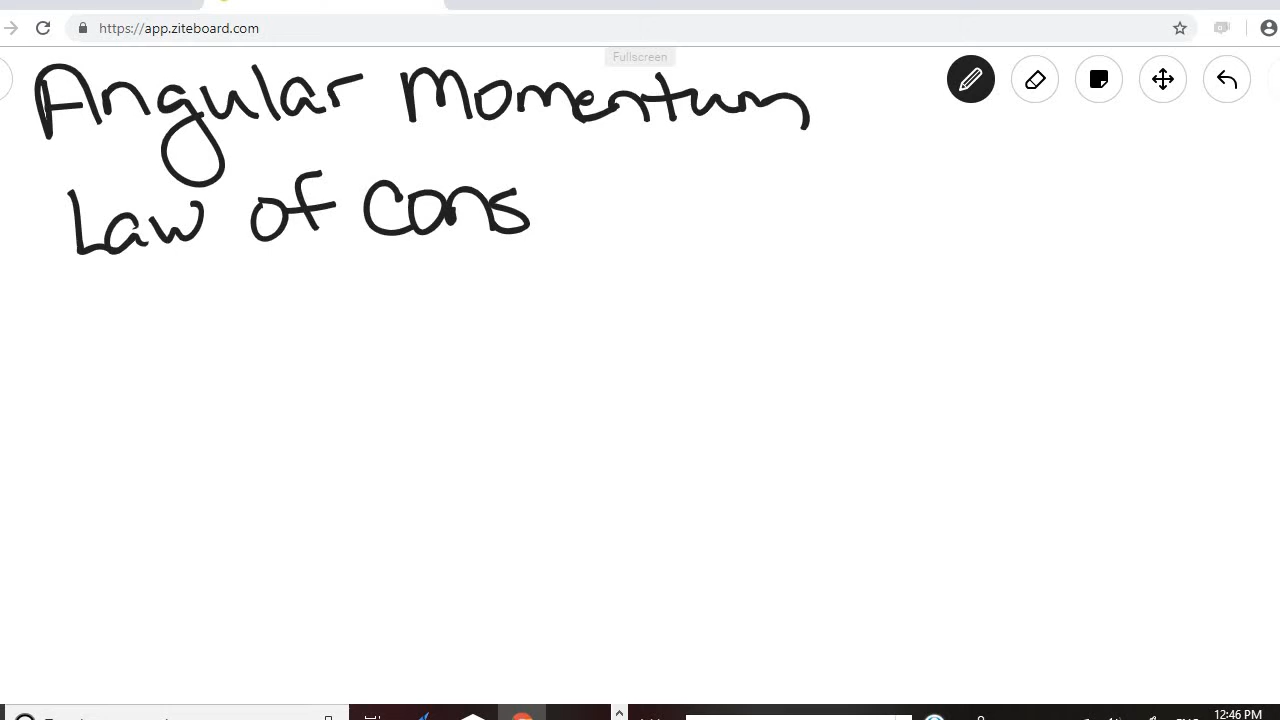 https://app.ziteboard.com
Fullscreen
Angular Momentum
Law of Cons
12:46 PM